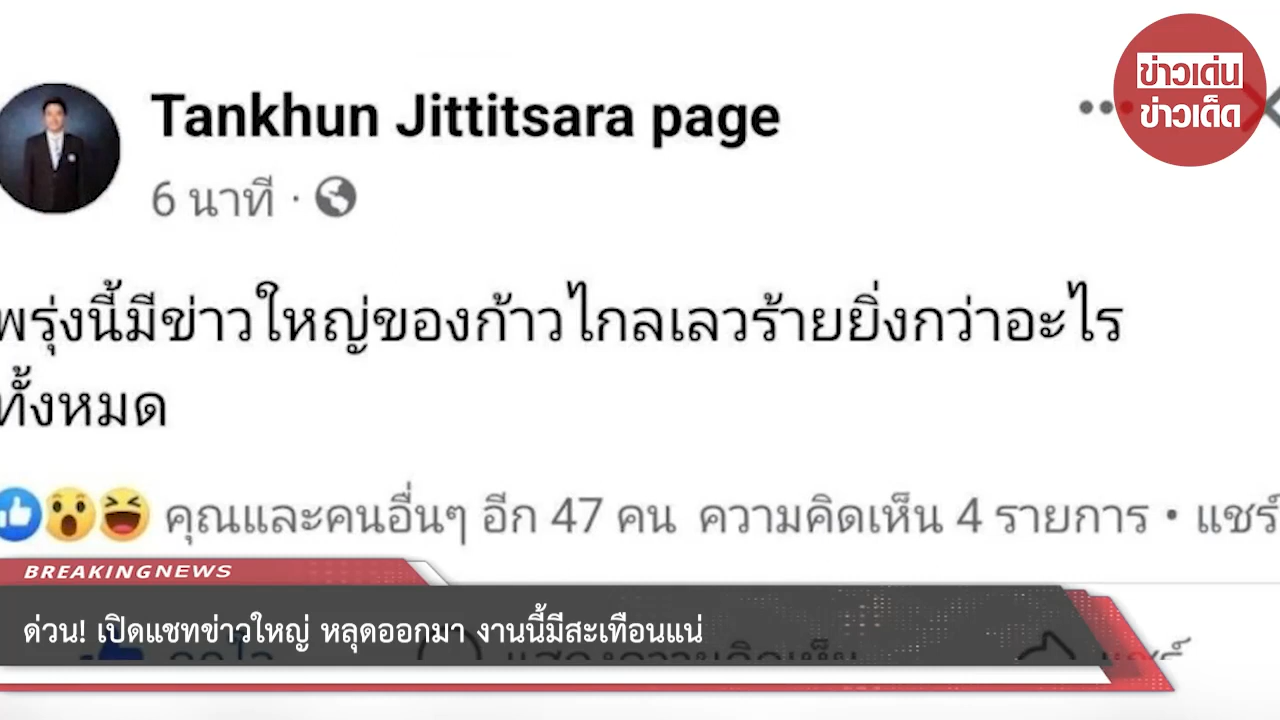 ข่าวเด่น
ข่าวเด็ด
Tankhun Jittitsara page
6 นาที ·
พรุ่งนี้มีข่าวใหญ่ของก้าวไกลเลวร้ายยิ่งกว่าอะไร
ทั้งหมด
คุณและคนอื่นๆ อีก 47 คน ความคิดเห็น 4 รายการ • แชร์
BREAKING NEWS
ด่วน! เปิดแชทข่าวใหญ่ หลุดออกมา งานนี้มีสะเทือนแน่